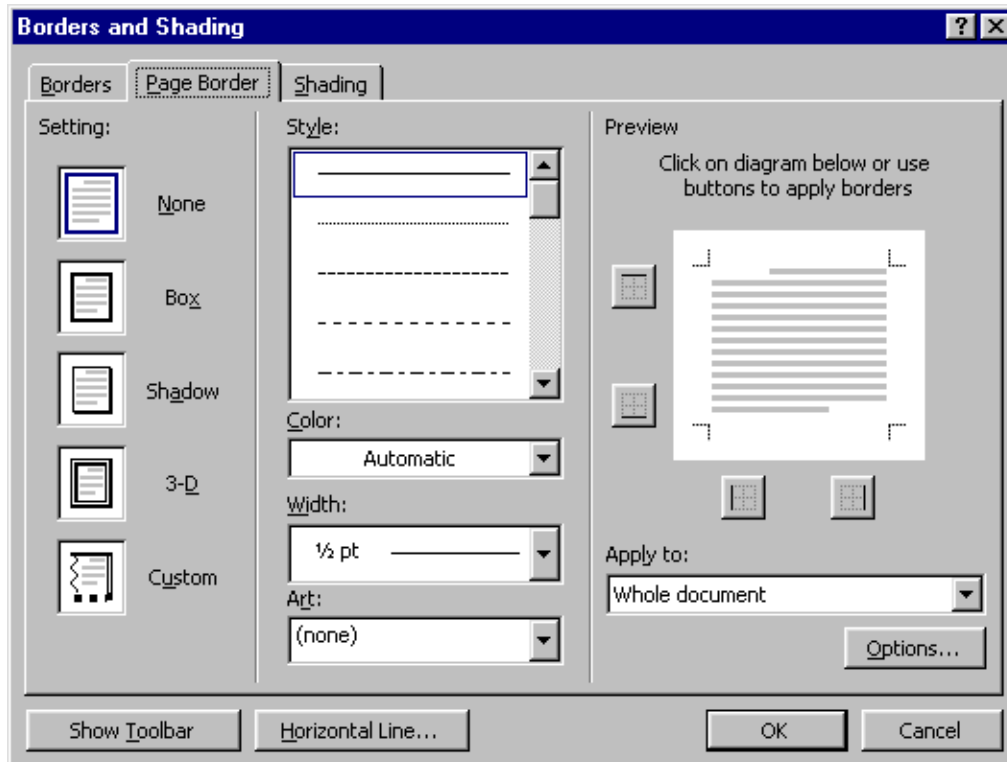 Borders and Shading
Borders
Page Border
Shading
Setting:
None
Box
Shadow
3-D
Custom
Style:
Color:
Automatic
Width:
½ pt
Art:
(none)
Preview
Click on diagram below or use
buttons to apply borders
Apply to:
Whole document
Options...
Show Toolbar
Horizontal Line...
OK
Cancel